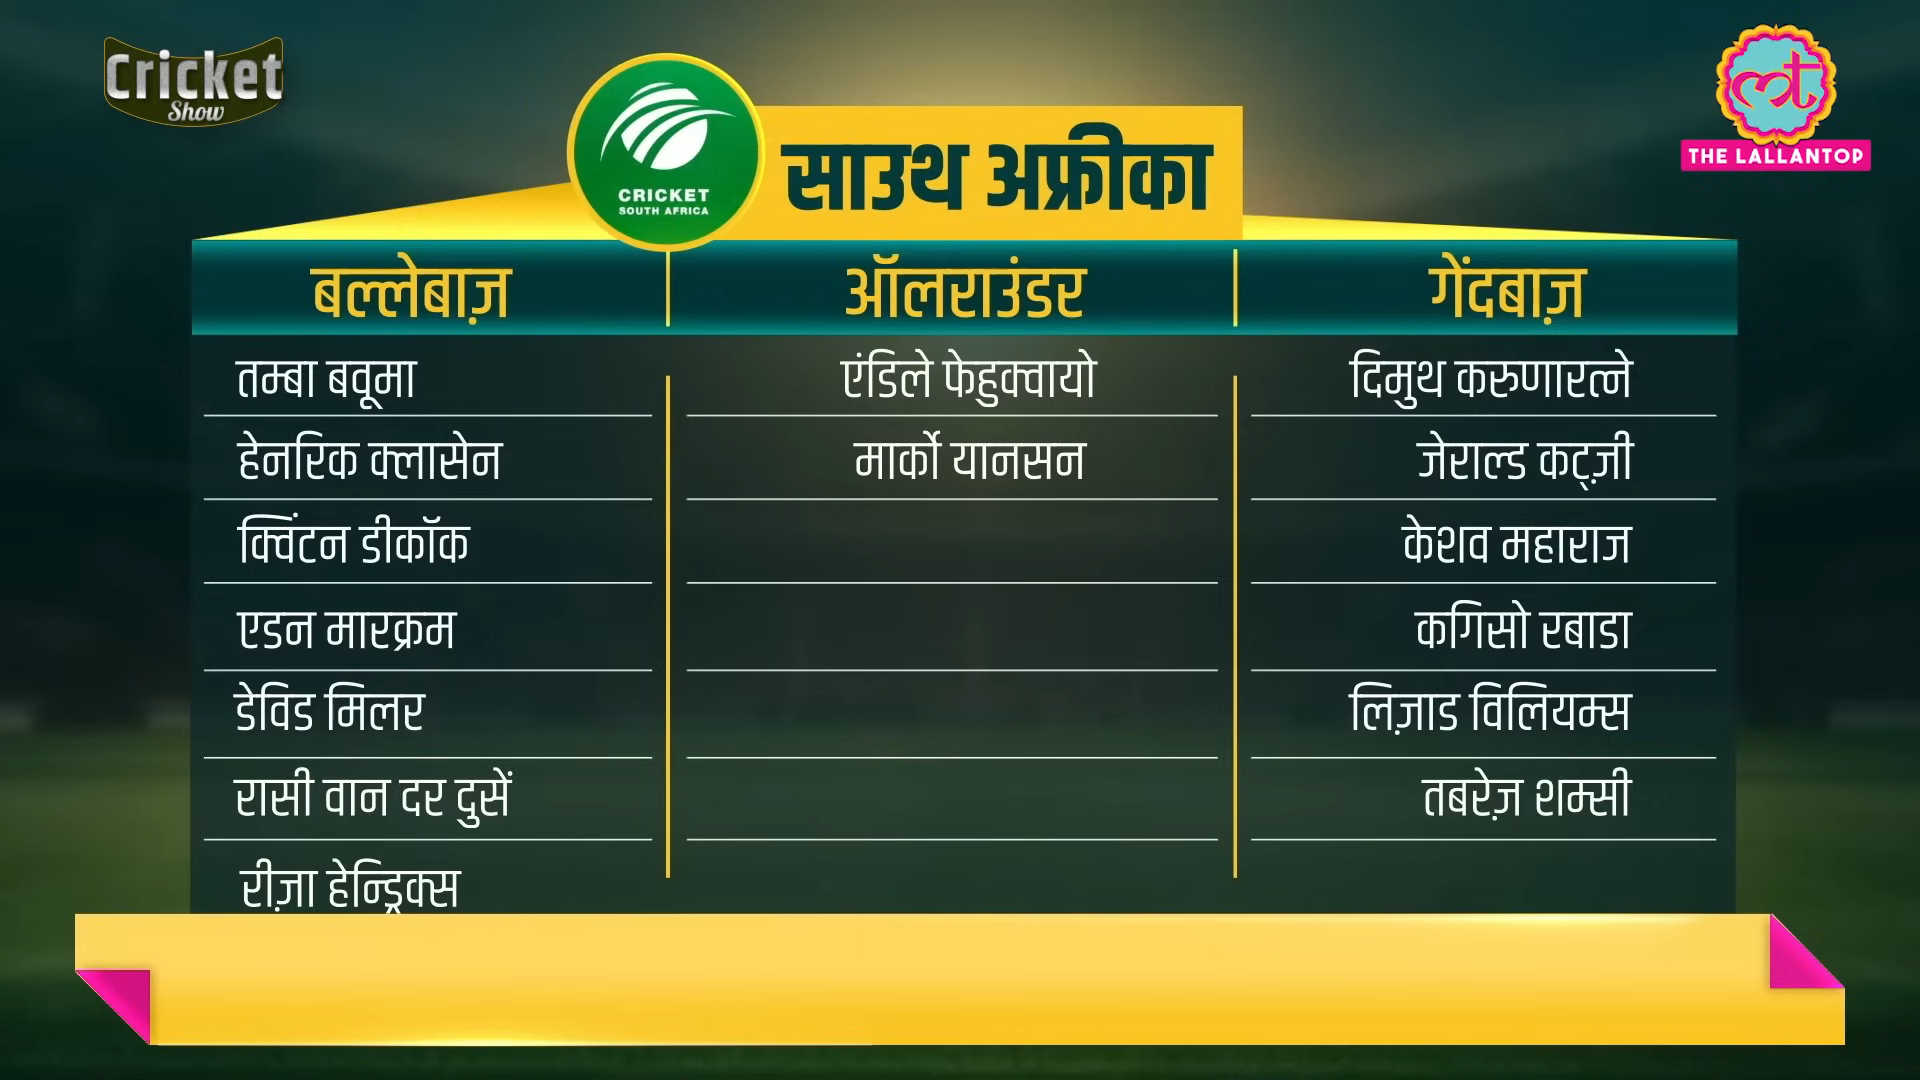 Cricket
Show
THE LALLANTOP
CRICKET
SOUTH AFRICA
साउथ अफ्रीका
बल्लेबाज़
ऑलराउंडर
गेंदबाज़
तम्बा बवूमा
एंडिले फेहुक्वायो
दिमुथ करुणारत्ने
हेनरिक क्लासेन
मार्को यानसन
जेराल्ड कट्ज़ी
क्विंटन डीकॉक
केशव महाराज
एडन मारक्रम
कगिसो रबाडा
डेविड मिलर
लिज़ाड विलियम्स
रासी वान दर दुसें
तबरेज़ शम्सी
रीज़ा हेन्ड्रिक्स